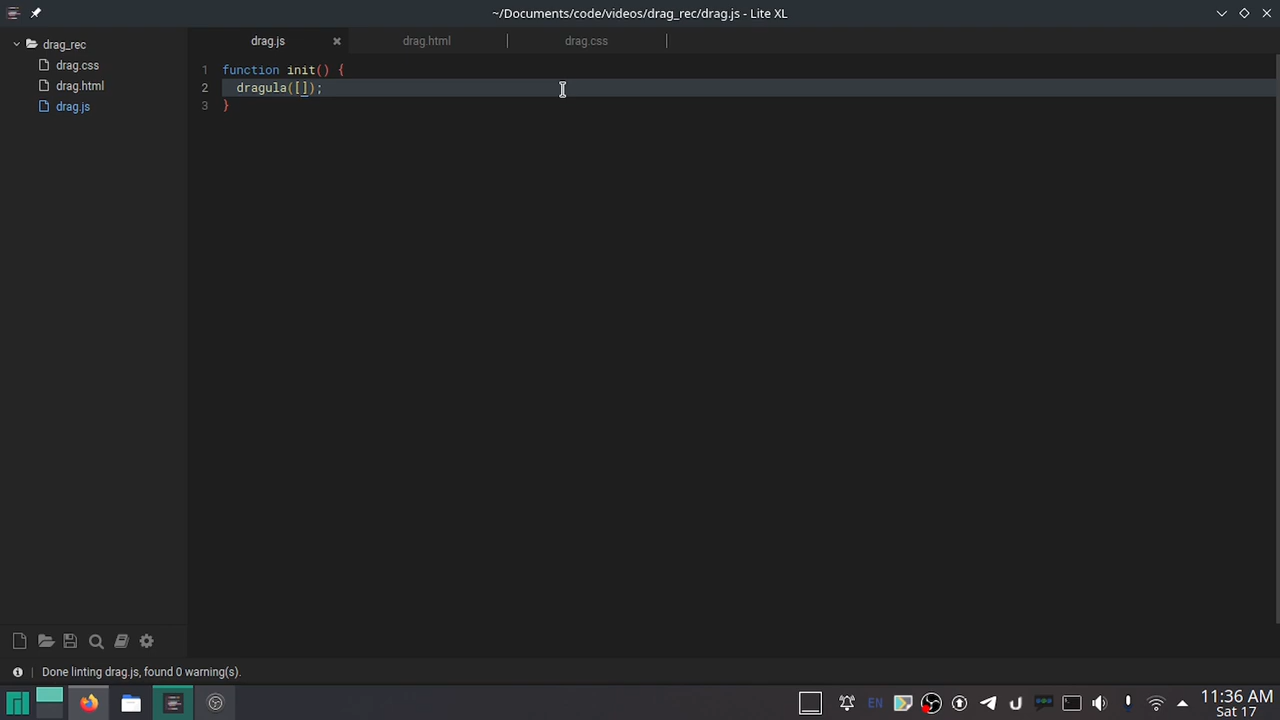 ~/Documents/code/videos/drag_rec/drag.js - Lite XL
drag_rec
drag.css
drag.html
drag.js
drag.js
drag.html
drag.css
1 function init() {
2 dragula([]);
3 }
Done linting drag.js, found 0 warning(s).
EN
11:36 AM
Sat 17